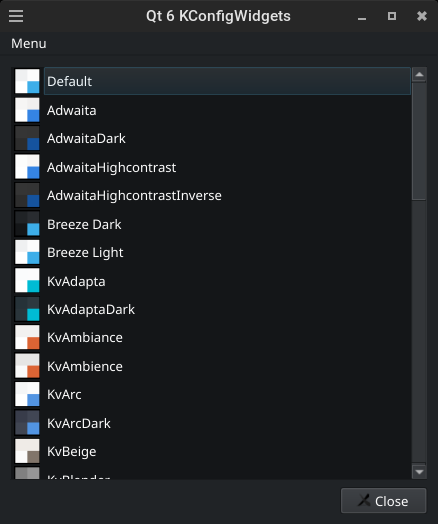 Qt 6 KConfigWidgets
Menu
Default
Adwaita
AdwaitaDark
AdwaitaHighcontrast
AdwaitaHighcontrastInverse
Breeze Dark
Breeze Light
KvAdapta
KvAdaptaDark
KvAmbiance
KvAmbience
KvArc
KvArcDark
KvBeige
Close